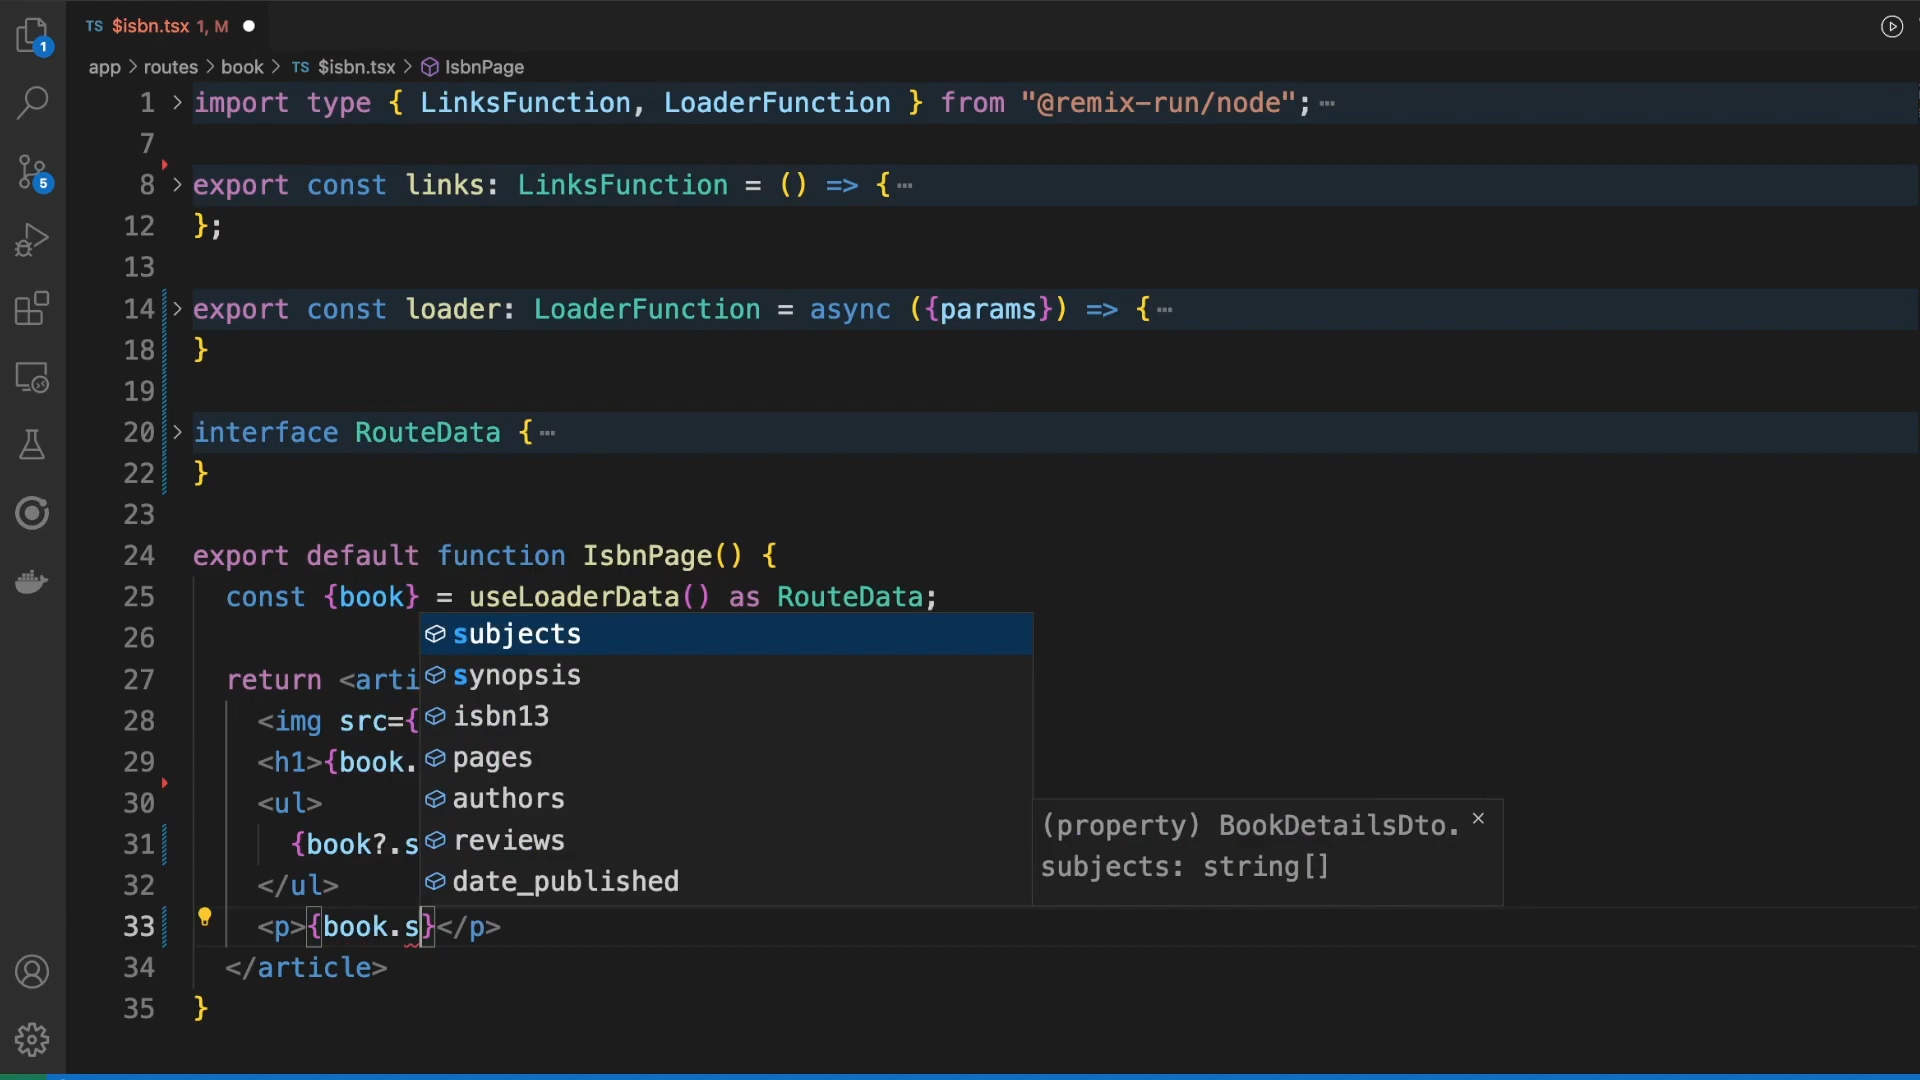 TS $isbn.tsx 1, M
1
app > routes > book > TS $isbn.tsx > IsbnPage
1 import type { LinksFunction, LoaderFunction } from "@remix-run/node";
7
5
8 export const links: LinksFunction = () => {
12 };
13
14 export const loader: LoaderFunction = async ({params}) => {
18 }
19
20 interface RouteData {
22 }
23
24 export default function IsbnPage() {
25 const {book} = useLoaderData() as RouteData;
26
subjects
27 return <arti
synopsis
28 <img src={
isbn13
29 <h1>{book.
pages
30 <ul>
authors
(property) BookDetailsDto.
31 {book?.s
reviews
subjects: string[]
32 </ul>
date_published
33 <p>{book.s}</p>
34 </article>
35 }